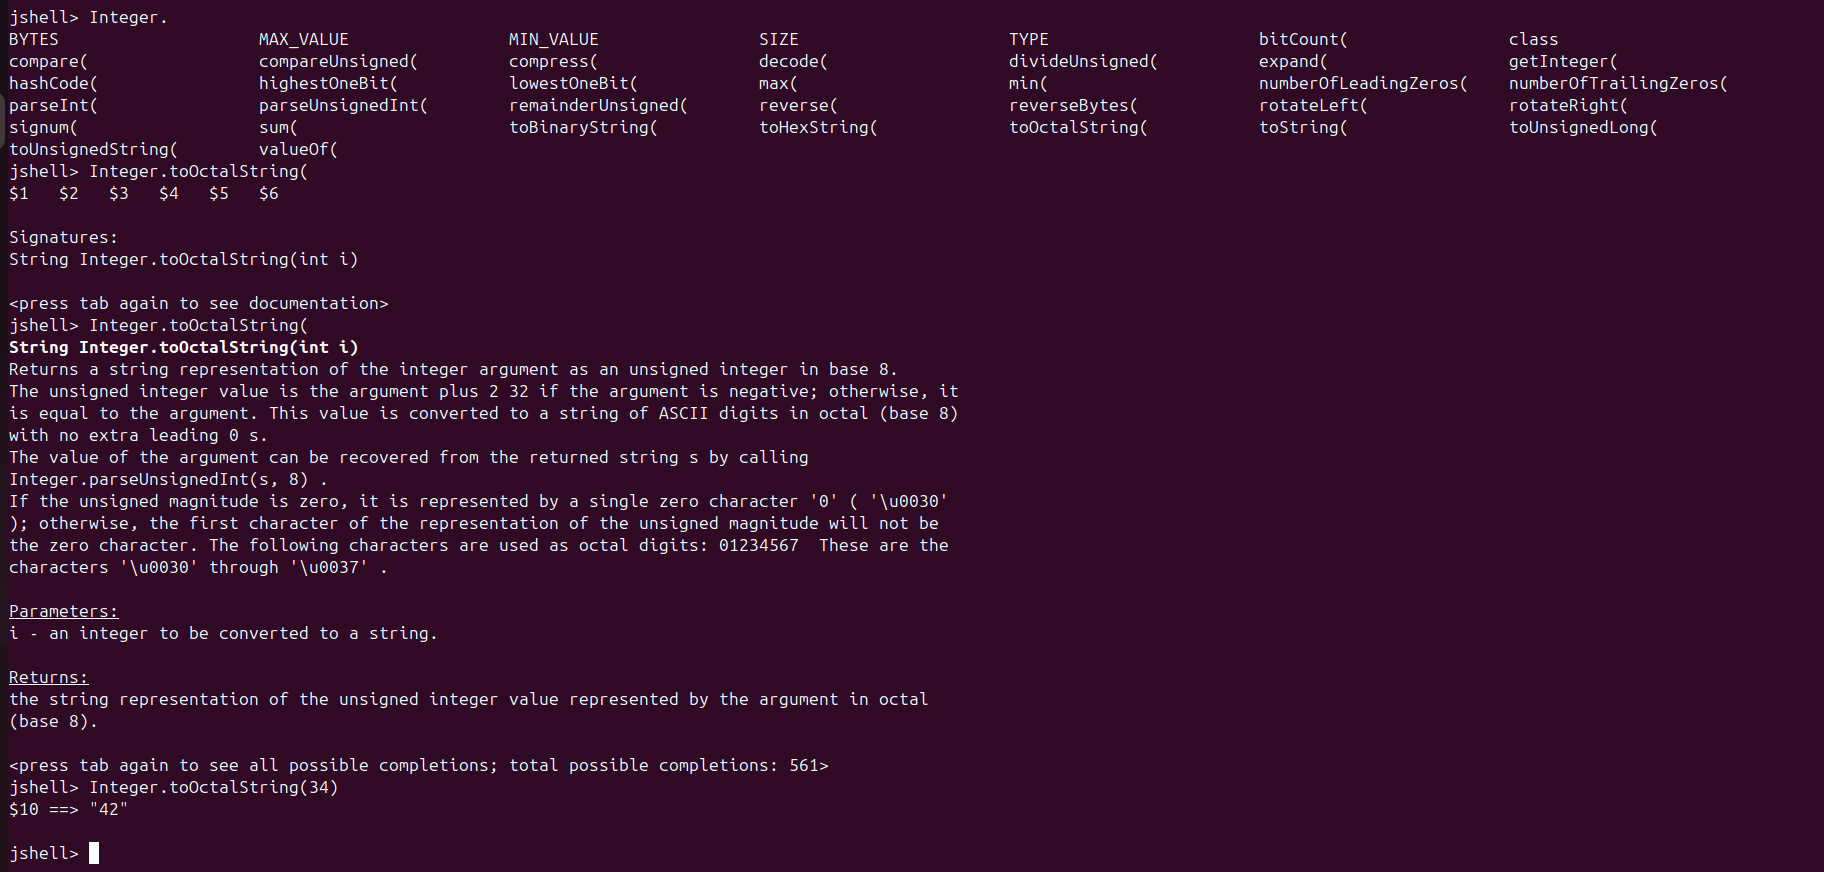 jshell> Integer.
BYTES MAX_VALUE MIN_VALUE SIZE TYPE bitCount( class
compare( compareUnsigned( compress( decode( divideUnsigned( expand( getInteger(
hashCode( highestOneBit( lowestOneBit( max( min( numberOfLeadingZeros( numberOfTrailingZeros(
parseInt( parseUnsignedInt( remainderUnsigned( reverse( reverseBytes( rotateLeft( rotateRight(
signum( sum( toBinaryString( toHexString( toOctalString( toString( toUnsignedLong(
toUnsignedString( valueOf(
jshell> Integer.toOctalString(
$1 $2 $3 $4 $5 $6
Signatures:
String Integer.toOctalString(int i)
<press tab again to see documentation>
jshell> Integer.toOctalString(
String Integer.toOctalString(int i)
Returns a string representation of the integer argument as an unsigned integer in base 8.
The unsigned integer value is the argument plus 2 32 if the argument is negative; otherwise, it
is equal to the argument. This value is converted to a string of ASCII digits in octal (base 8)
with no extra leading 0 s.
The value of the argument can be recovered from the returned string s by calling
Integer.parseUnsignedInt(s, 8) .
If the unsigned magnitude is zero, it is represented by a single zero character '0' ( '\u0030'
); otherwise, the first character of the representation of the unsigned magnitude will not be
the zero character. The following characters are used as octal digits: 01234567  These are the
characters '\u0030' through '\u0037' .
Parameters:
i - an integer to be converted to a string.
Returns:
the string representation of the unsigned integer value represented by the argument in octal
(base 8).
<press tab again to see all possible completions; total possible completions: 561>
jshell> Integer.toOctalString(34)
$10 ==> "42"
jshell>